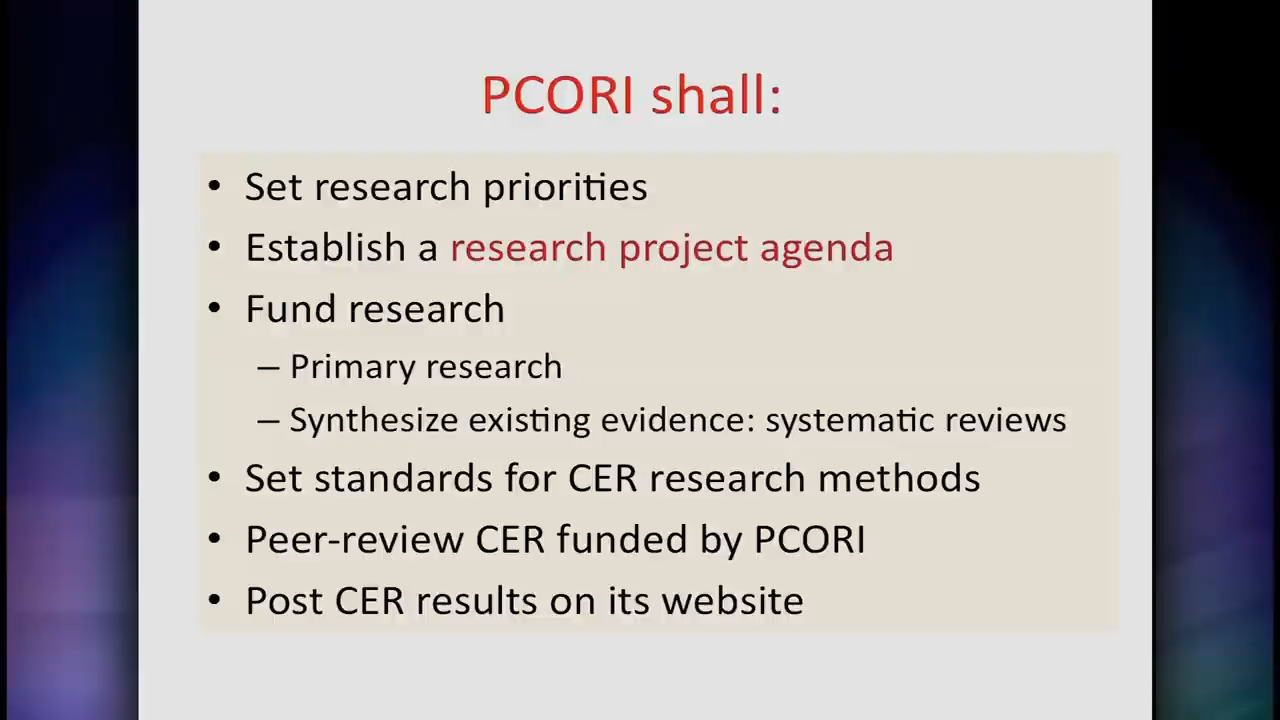 PCORI shall:
• Set research priorities
• Establish a research project agenda
• Fund research
– Primary research
– Synthesize existing evidence: systematic reviews
• Set standards for CER research methods
• Peer-review CER funded by PCORI
• Post CER results on its website